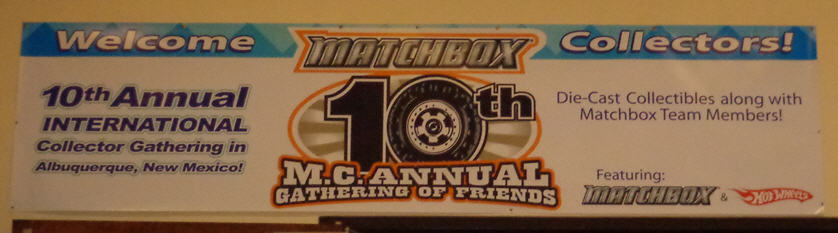 Welcome
MATCHBOX
Collectors!
10th Annual
INTERNATIONAL
Collector Gathering in
Albuquerque, New Mexico!
10th
M.C. ANNUAL
GATHERING OF FRIENDS
Die-Cast Collectibles along with
Matchbox Team Members!
Featuring:
MATCHBOX & HOT WHEELS